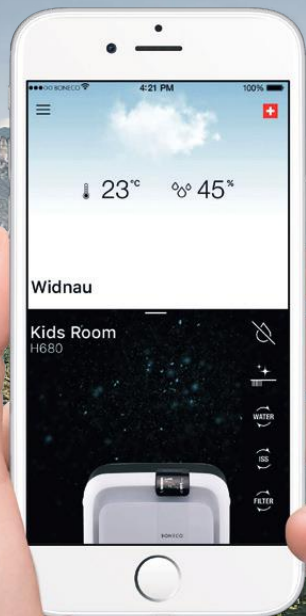 BONECO 4:21 PM 100%
23°C 45%
Widnau
Kids Room
H680
WATER
ISS
FILTER
BONECO